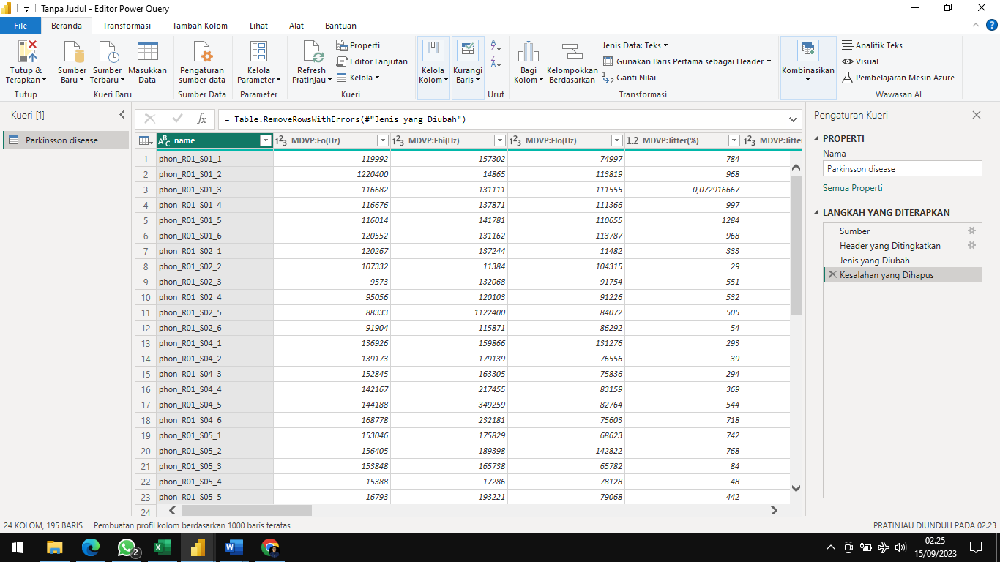 Tanpa Judul - Editor Power Query
File Beranda Transformasi Tambah Kolom Lihat Alat Bantuan
Tutup & Terapkan
Tutup
Sumber Baru
Sumber Terbaru
Masukkan Data
Kueri Baru
Pengaturan sumber data
Sumber Data
Kelola Parameter
Parameter
Refresh Pratinjau
Properti
Editor Lanjutan
Kelola
Kueri
Kelola Kolom
Kurangi Baris
Urut
Bagi Kolom
Kelompokkan Berdasarkan
Jenis Data: Teks
Gunakan Baris Pertama sebagai Header
Ganti Nilai
Transformasi
Kombinasikan
Analitik Teks
Visual
Pembelajaran Mesin Azure
Wawasan AI
Kueri [1]
Parkinsson disease
= Table.RemoveRowsWithErrors(#"Jenis yang Diubah")
name MDVP:Fo(Hz) MDVP:Fhi(Hz) MDVP:Flo(Hz) MDVP:Jitter(%) MDVP:Jitter
1 phon_R01_S01_1 119992 157302 74997 784
2 phon_R01_S01_2 1220400 14865 113819 968
3 phon_R01_S01_3 116682 131111 111555 0,072916667
4 phon_R01_S01_4 116676 137871 111366 997
5 phon_R01_S01_5 116014 141781 110655 1284
6 phon_R01_S01_6 120552 131162 113787 968
7 phon_R01_S02_1 120267 137244 11482 333
8 phon_R01_S02_2 107332 11384 104315 29
9 phon_R01_S02_3 9573 132068 91754 551
10 phon_R01_S02_4 95056 120103 91226 532
11 phon_R01_S02_5 88333 1122400 84072 505
12 phon_R01_S02_6 91904 115871 86292 54
13 phon_R01_S04_1 136926 159866 131276 293
14 phon_R01_S04_2 139173 179139 76556 39
15 phon_R01_S04_3 152845 163305 75836 294
16 phon_R01_S04_4 142167 217455 83159 369
17 phon_R01_S04_5 144188 349259 82764 544
18 phon_R01_S04_6 168778 232181 75603 718
19 phon_R01_S05_1 153046 175829 68623 742
20 phon_R01_S05_2 156405 189398 142822 768
21 phon_R01_S05_3 153848 165738 65782 84
22 phon_R01_S05_4 15388 17286 78128 48
23 phon_R01_S05_5 16793 193221 79068 442
24
Pengaturan Kueri
PROPERTI
Nama
Parkinsson disease
Semua Properti
LANGKAH YANG DITERAPKAN
Sumber
Header yang Ditingkatkan
Jenis yang Diubah
Kesalahan yang Dihapus
24 KOLOM, 195 BARIS Pembuatan profil kolom berdasarkan 1000 baris teratas
PRATINJAU DIUNDUH PADA 02.23
2
02.25
15/09/2023